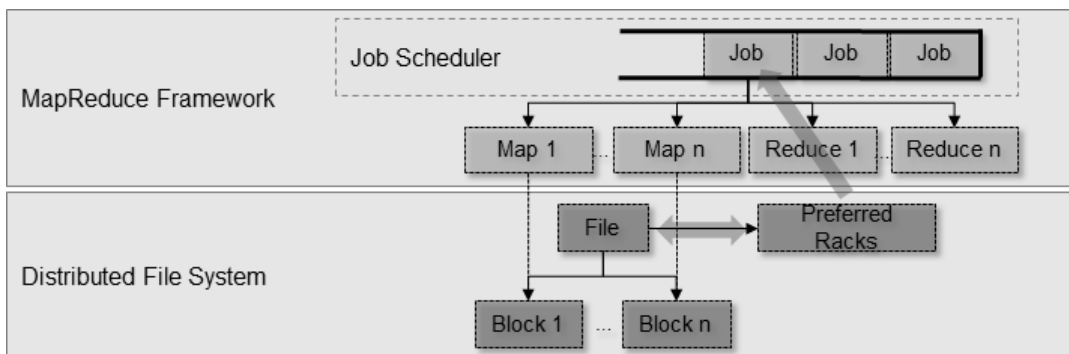 Job Scheduler
Job Job Job
MapReduce Framework
Map 1 ... Map n Reduce 1 ... Reduce n
File
Preferred
Racks
Distributed File System
Block 1 ... Block n